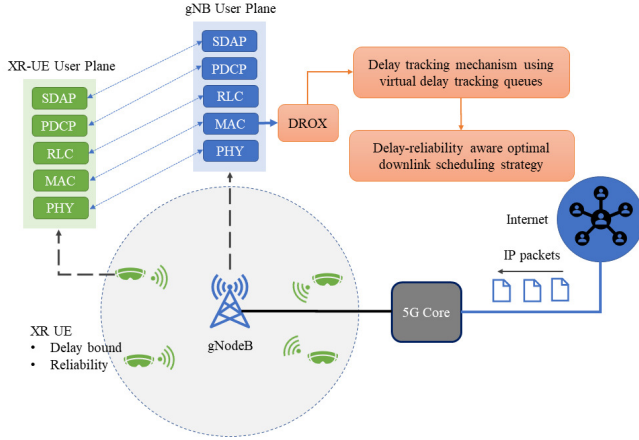 gNB User Plane
SDAP
PDCP
RLC
MAC
PHY
XR-UE User Plane
SDAP
PDCP
RLC
MAC
PHY
DROX
Delay tracking mechanism using
virtual delay tracking queues
Delay-reliability aware optimal
downlink scheduling strategy
Internet
IP packets
5G Core
gNodeB
XR UE
• Delay bound
• Reliability